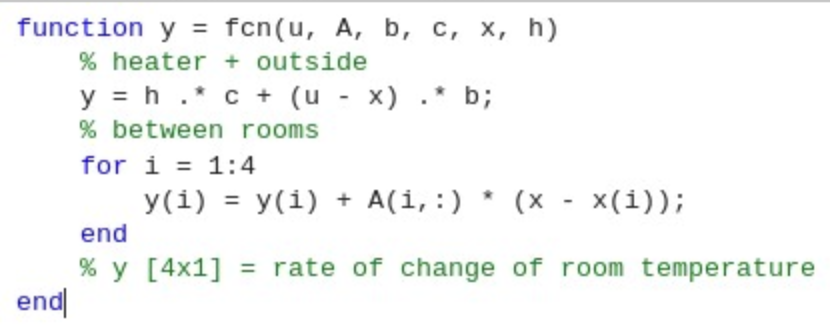 function y = fcn(u, A, b, c, x, h)
    % heater + outside
    y = h .* c + (u - x) .* b;
    % between rooms
    for i = 1:4
        y(i) = y(i) + A(i,:) * (x - x(i));
    end
    % y [4x1] = rate of change of room temperature
end